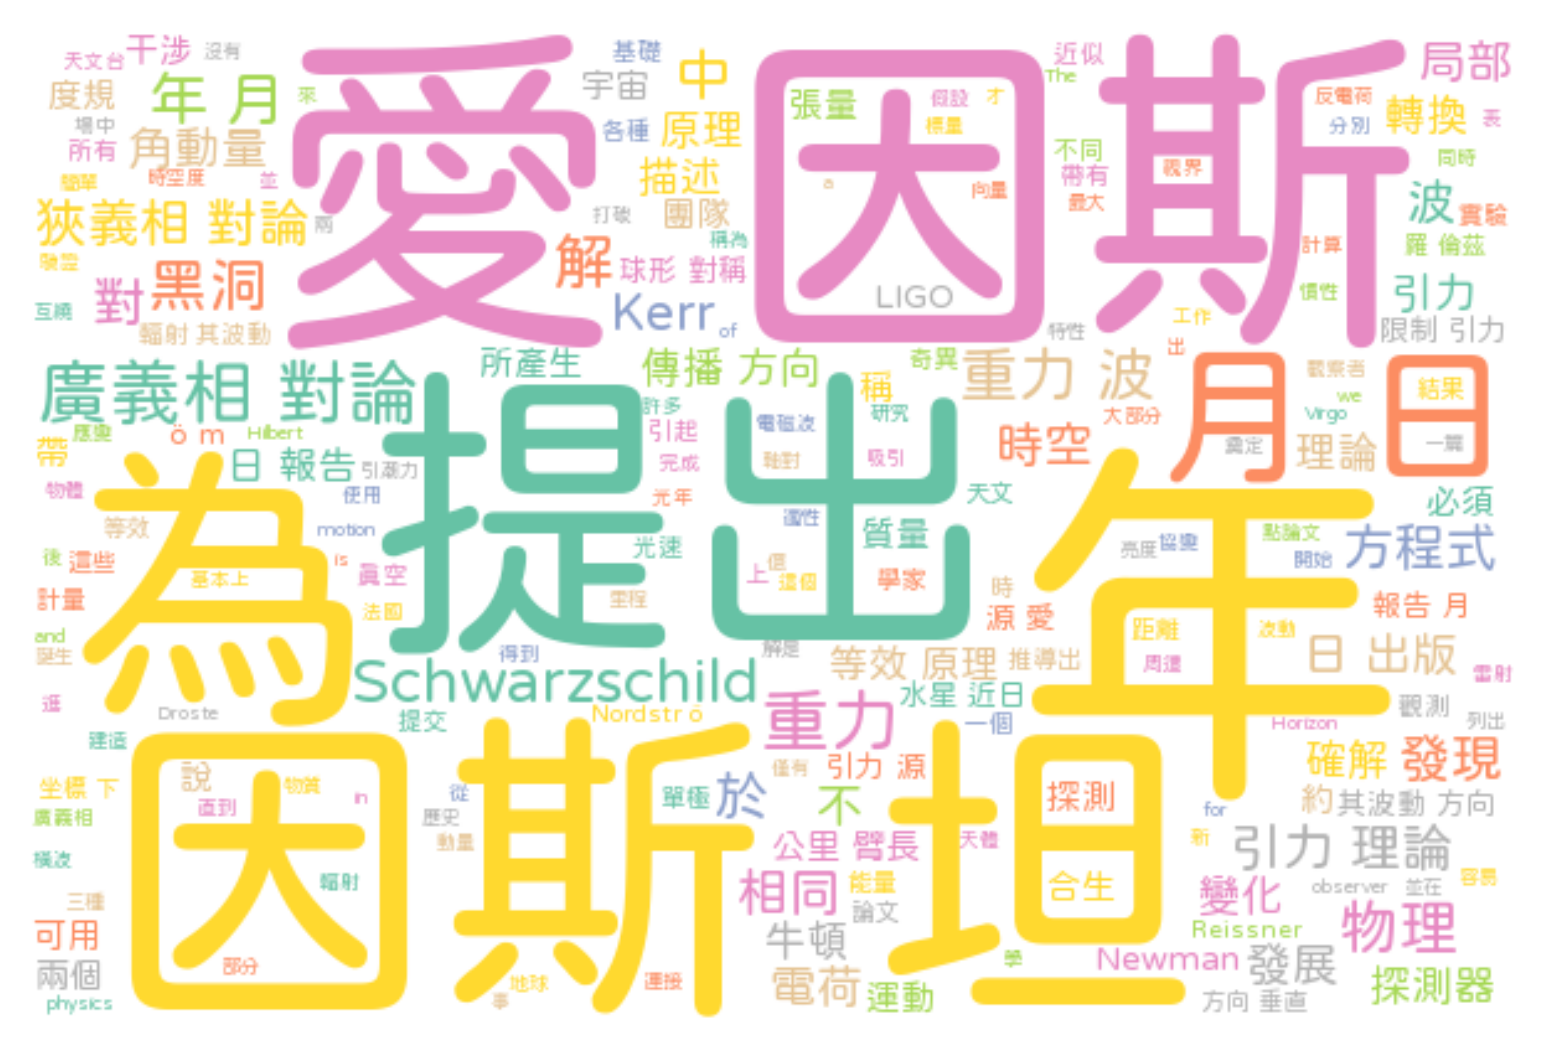 天文台
干涉
沒有
基礎
近似
局部
愛因斯
中
The
度規
年 月
來
宇宙
張量
假設
才
反電荷
轉換
表
場中
角動量
各種
原理
標量
不同
分別
同時
所有
時空度
描述
帶有
視界
簡單
並
向量
最大
狹義相 對論
兩
打破
團隊
波
實驗
稱為
計算
羅 倫茲
黑洞
解
球形 對稱
LIGO
慣性
引力
對
互繞
Kerr
of
特性
工作
限制 引力
輻射 其波動
出
廣義相 對論
所產生
傳播 方向
稱
奇異
重力 波
月日
觀察者
結果
許多
電磁波
研究
大部分
we
Virgo
應變
ö m
Hilbert
引起
時空
奠定
理論
一篇
帶
日 報告
引潮力
提出
完成
軸對
吸引
物體
使用
光年
天文
必須
為
等效
motion
質量
年
點論文
方程式
後
這些
is
光速
亮度
協變
開始
基本上
真空
上
這個
學家
時
計量
法國
里程
源 愛
報告 月
and
誕生
得到
解是
距離
波動
等效 原理
推導出
周遭
日 出版
Schwarzschild
雷射
水星 近日
觀測
Droste
提交
Nordstr ö
重力
一個
Horizon
列出
建造
因斯坦
說
僅有
引力 源
確解
發現
坐標 下
物質
從
單極
於
探測
約
其波動 方向
廣義相
直到
in
歷史
不
for
動量
公里 臂長
天體
新
引力 理論
橫波
輻射
相同
能量
合生
變化
observer
並在
容易
三種
論文
可用
牛頓
Reissner
物理
兩個
部分
Newman
發展
學
physics
地球
事
連接
電荷
運動
方向 垂直
探測器